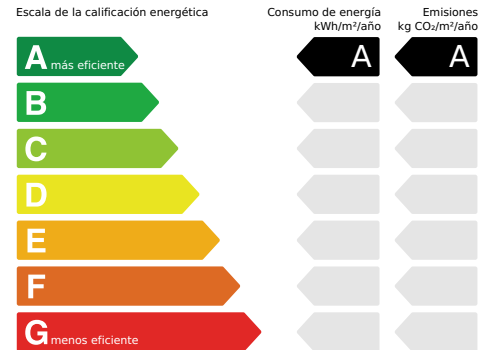 Escala de la calificación energética
Consumo de energía
kWh/m²/año
Emisiones
kg CO₂/m²/año
A más eficiente
A
A
B
C
D
E
F
G menos eficiente